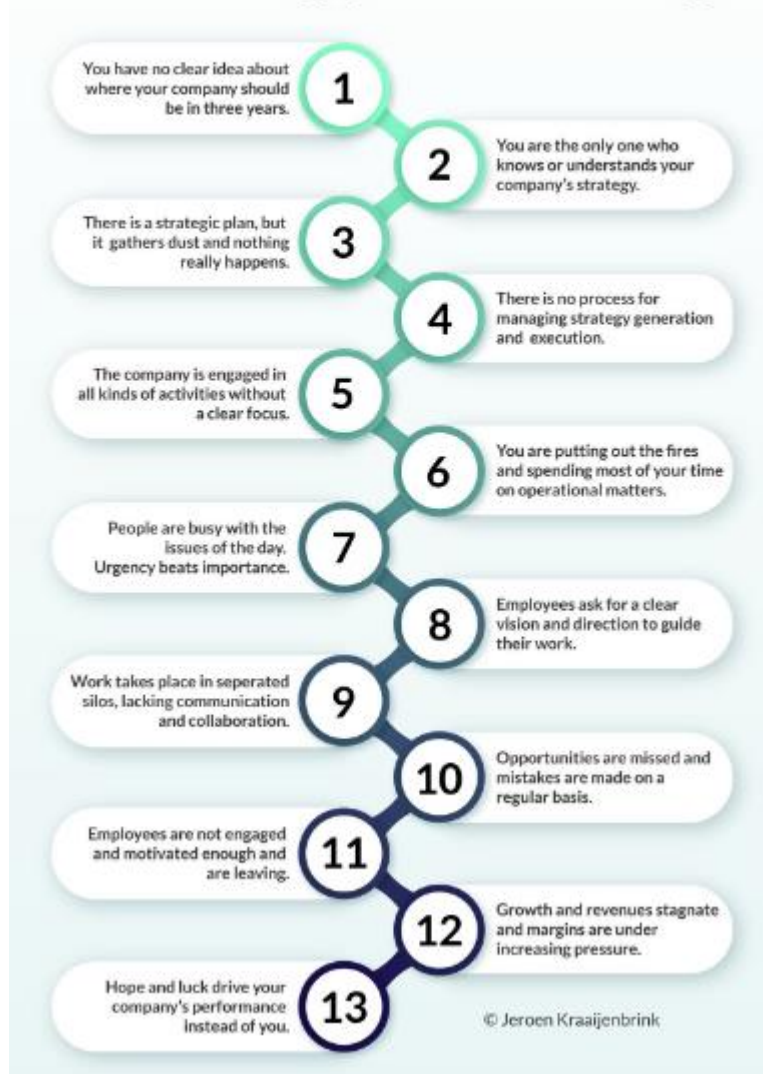 You have no clear idea about
where your company should
be in three years.
1
2
You are the only one who
knows or understands your
company's strategy.
There is a strategic plan, but
it gathers dust and nothing
really happens.
3
4
There is no process for
managing strategy generation
and execution.
The company is engaged in
all kinds of activities without
a clear focus.
5
6
You are putting out the fires
and spending most of your time
on operational matters.
People are busy with the
issues of the day.
Urgency beats importance.
7
8
Employees ask for a clear
vision and direction to guide
their work.
Work takes place in seperated
silos, lacking communication
and collaboration.
9
10
Opportunities are missed and
mistakes are made on a
regular basis.
Employees are not engaged
and motivated enough and
are leaving.
11
12
Growth and revenues stagnate
and margins are under
increasing pressure.
Hope and luck drive your
company's performance
instead of you.
13
© Jeroen Kraaijenbrink